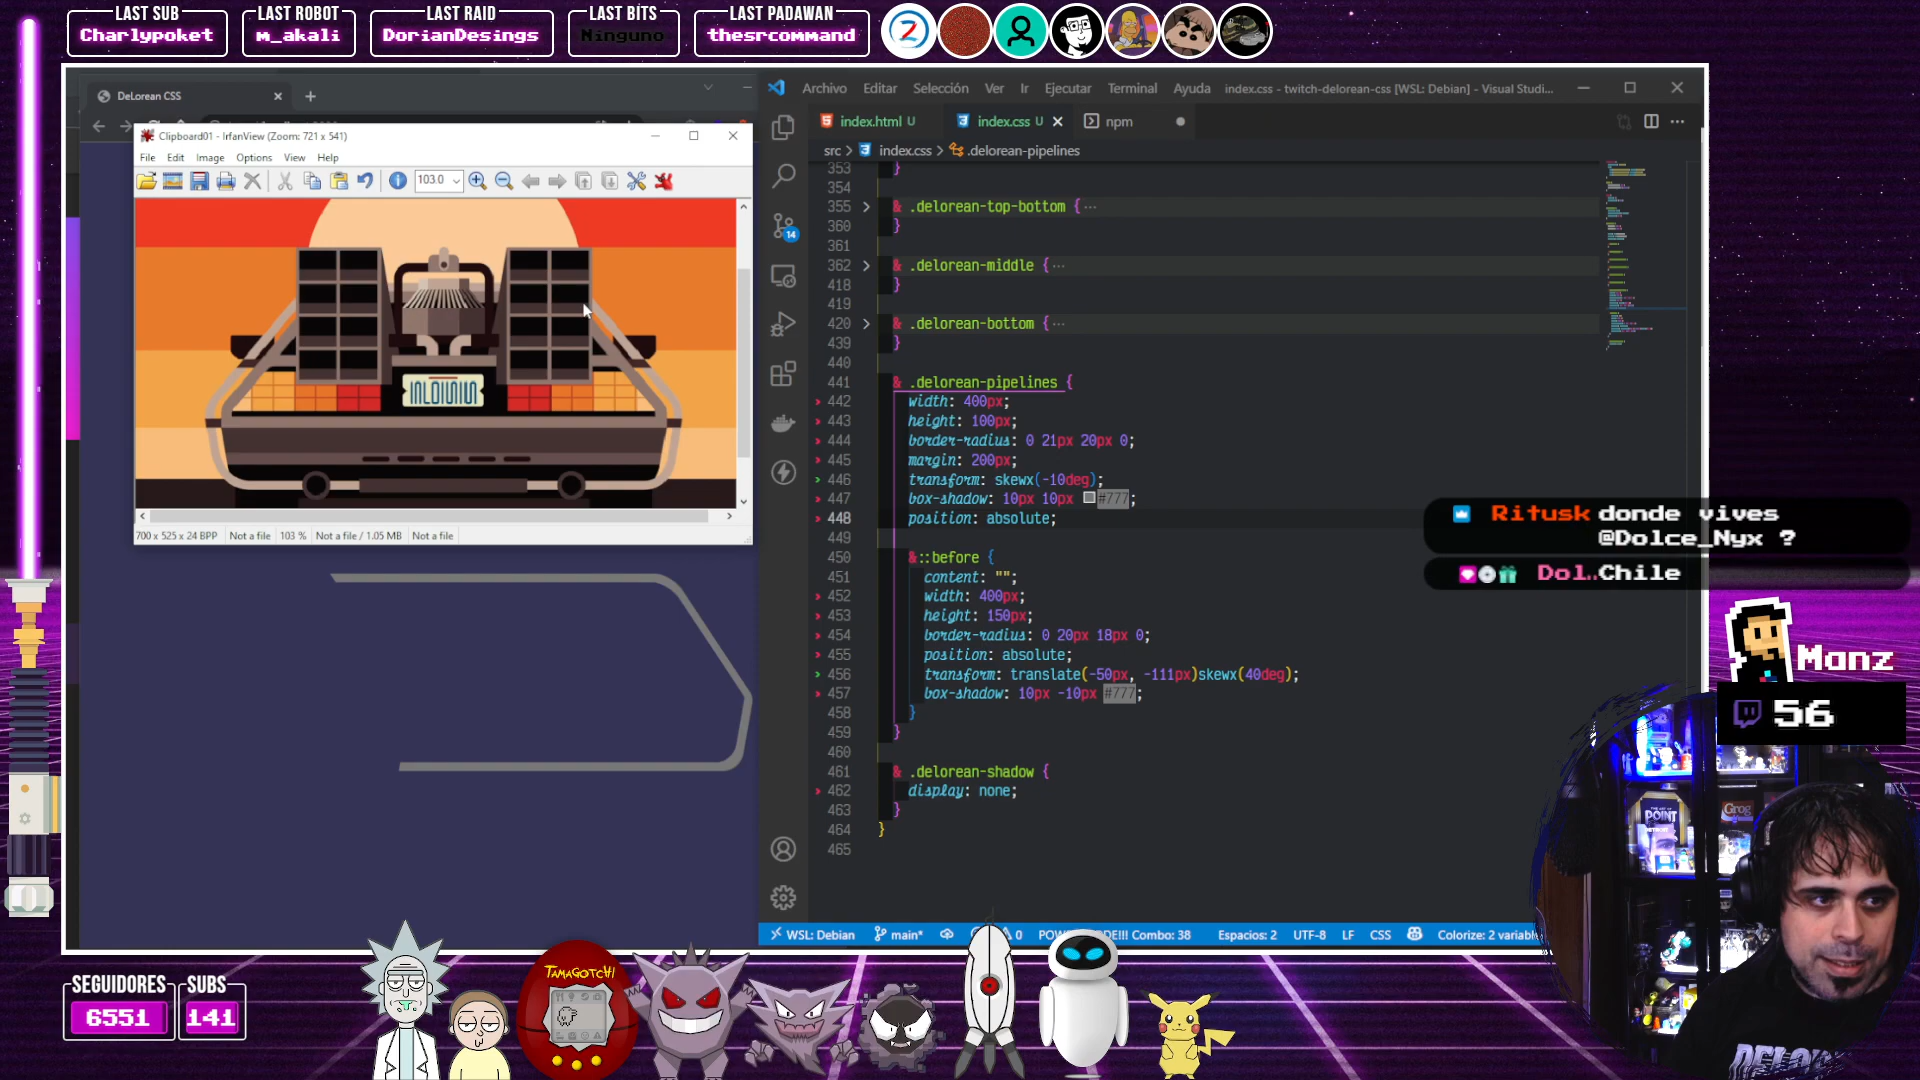 LAST SUB
Charlypoket
LAST ROBOT
m_akali
LAST RAID
DorianDesings
LAST BITS
Ninguno
LAST PADAWAN
thesrcommand
DeLorean CSS
Clipboard01 - IrfanView (Zoom: 721 x 541)
File Edit Image Options View Help
103.0
700 x 525 x 24 BPP Not a file 103 % Not a file / 1.05 MB Not a file
Archivo Editar Selección Ver Ir Ejecutar Terminal Ayuda index.css - twitch-delorean-css [WSL: Debian] - Visual Studi...
index.html U index.css U npm
src > index.css > .delorean-pipelines
353 }
354
355 & .delorean-top-bottom { ...
360 }
361
362 & .delorean-middle { ...
418 }
419
420 & .delorean-bottom { ...
439 }
440
441 & .delorean-pipelines {
442 width: 400px;
443 height: 100px;
444 border-radius: 0 21px 20px 0;
445 margin: 200px;
446 transform: skewx(-10deg);
447 box-shadow: 10px 10px #777;
448 position: absolute;
449
450 &::before {
451 content: "";
452 width: 400px;
453 height: 150px;
454 border-radius: 0 20px 18px 0;
455 position: absolute;
456 transform: translate(-50px, -111px)skewx(40deg);
457 box-shadow: 10px -10px #777;
458 }
459 }
460
461 & .delorean-shadow {
462 display: none;
463 }
464 }
465
14
WSL: Debian main* 0 Combo: 38 Espacios: 2 UTF-8 LF CSS Colorize: 2 variabl
Ritusk donde vives
@Dolce_Nyx ?
Dol.. Chile
Manz
56
POINT
Grog
SEGUIDORES
6551
SUBS
141
TAMAGOTCHI